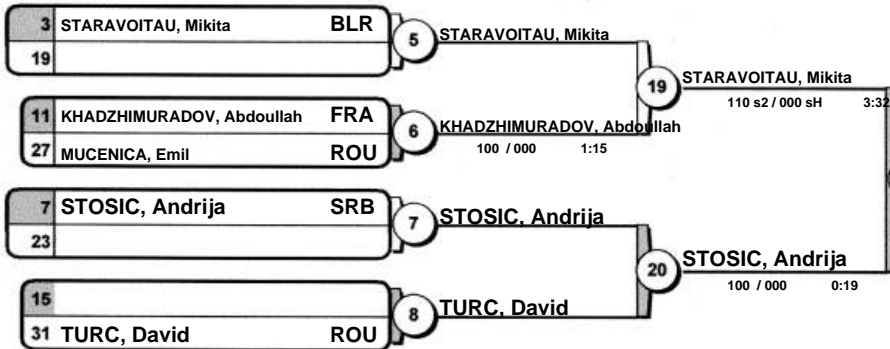 3 STARAVOITAU, Mikita BLR
19
5 STARAVOITAU, Mikita
11 KHADZHIMURADOV, Abdoullah FRA
27 MUCENICA, Emil ROU
6 KHADZHIMURADOV, Abdoullah
100 / 000 1:15
19 STARAVOITAU, Mikita
110 s2 / 000 sH 3:32
7 STOSIC, Andrija SRB
23
7 STOSIC, Andrija
15
31 TURC, David ROU
8 TURC, David
20 STOSIC, Andrija
100 / 000 0:19